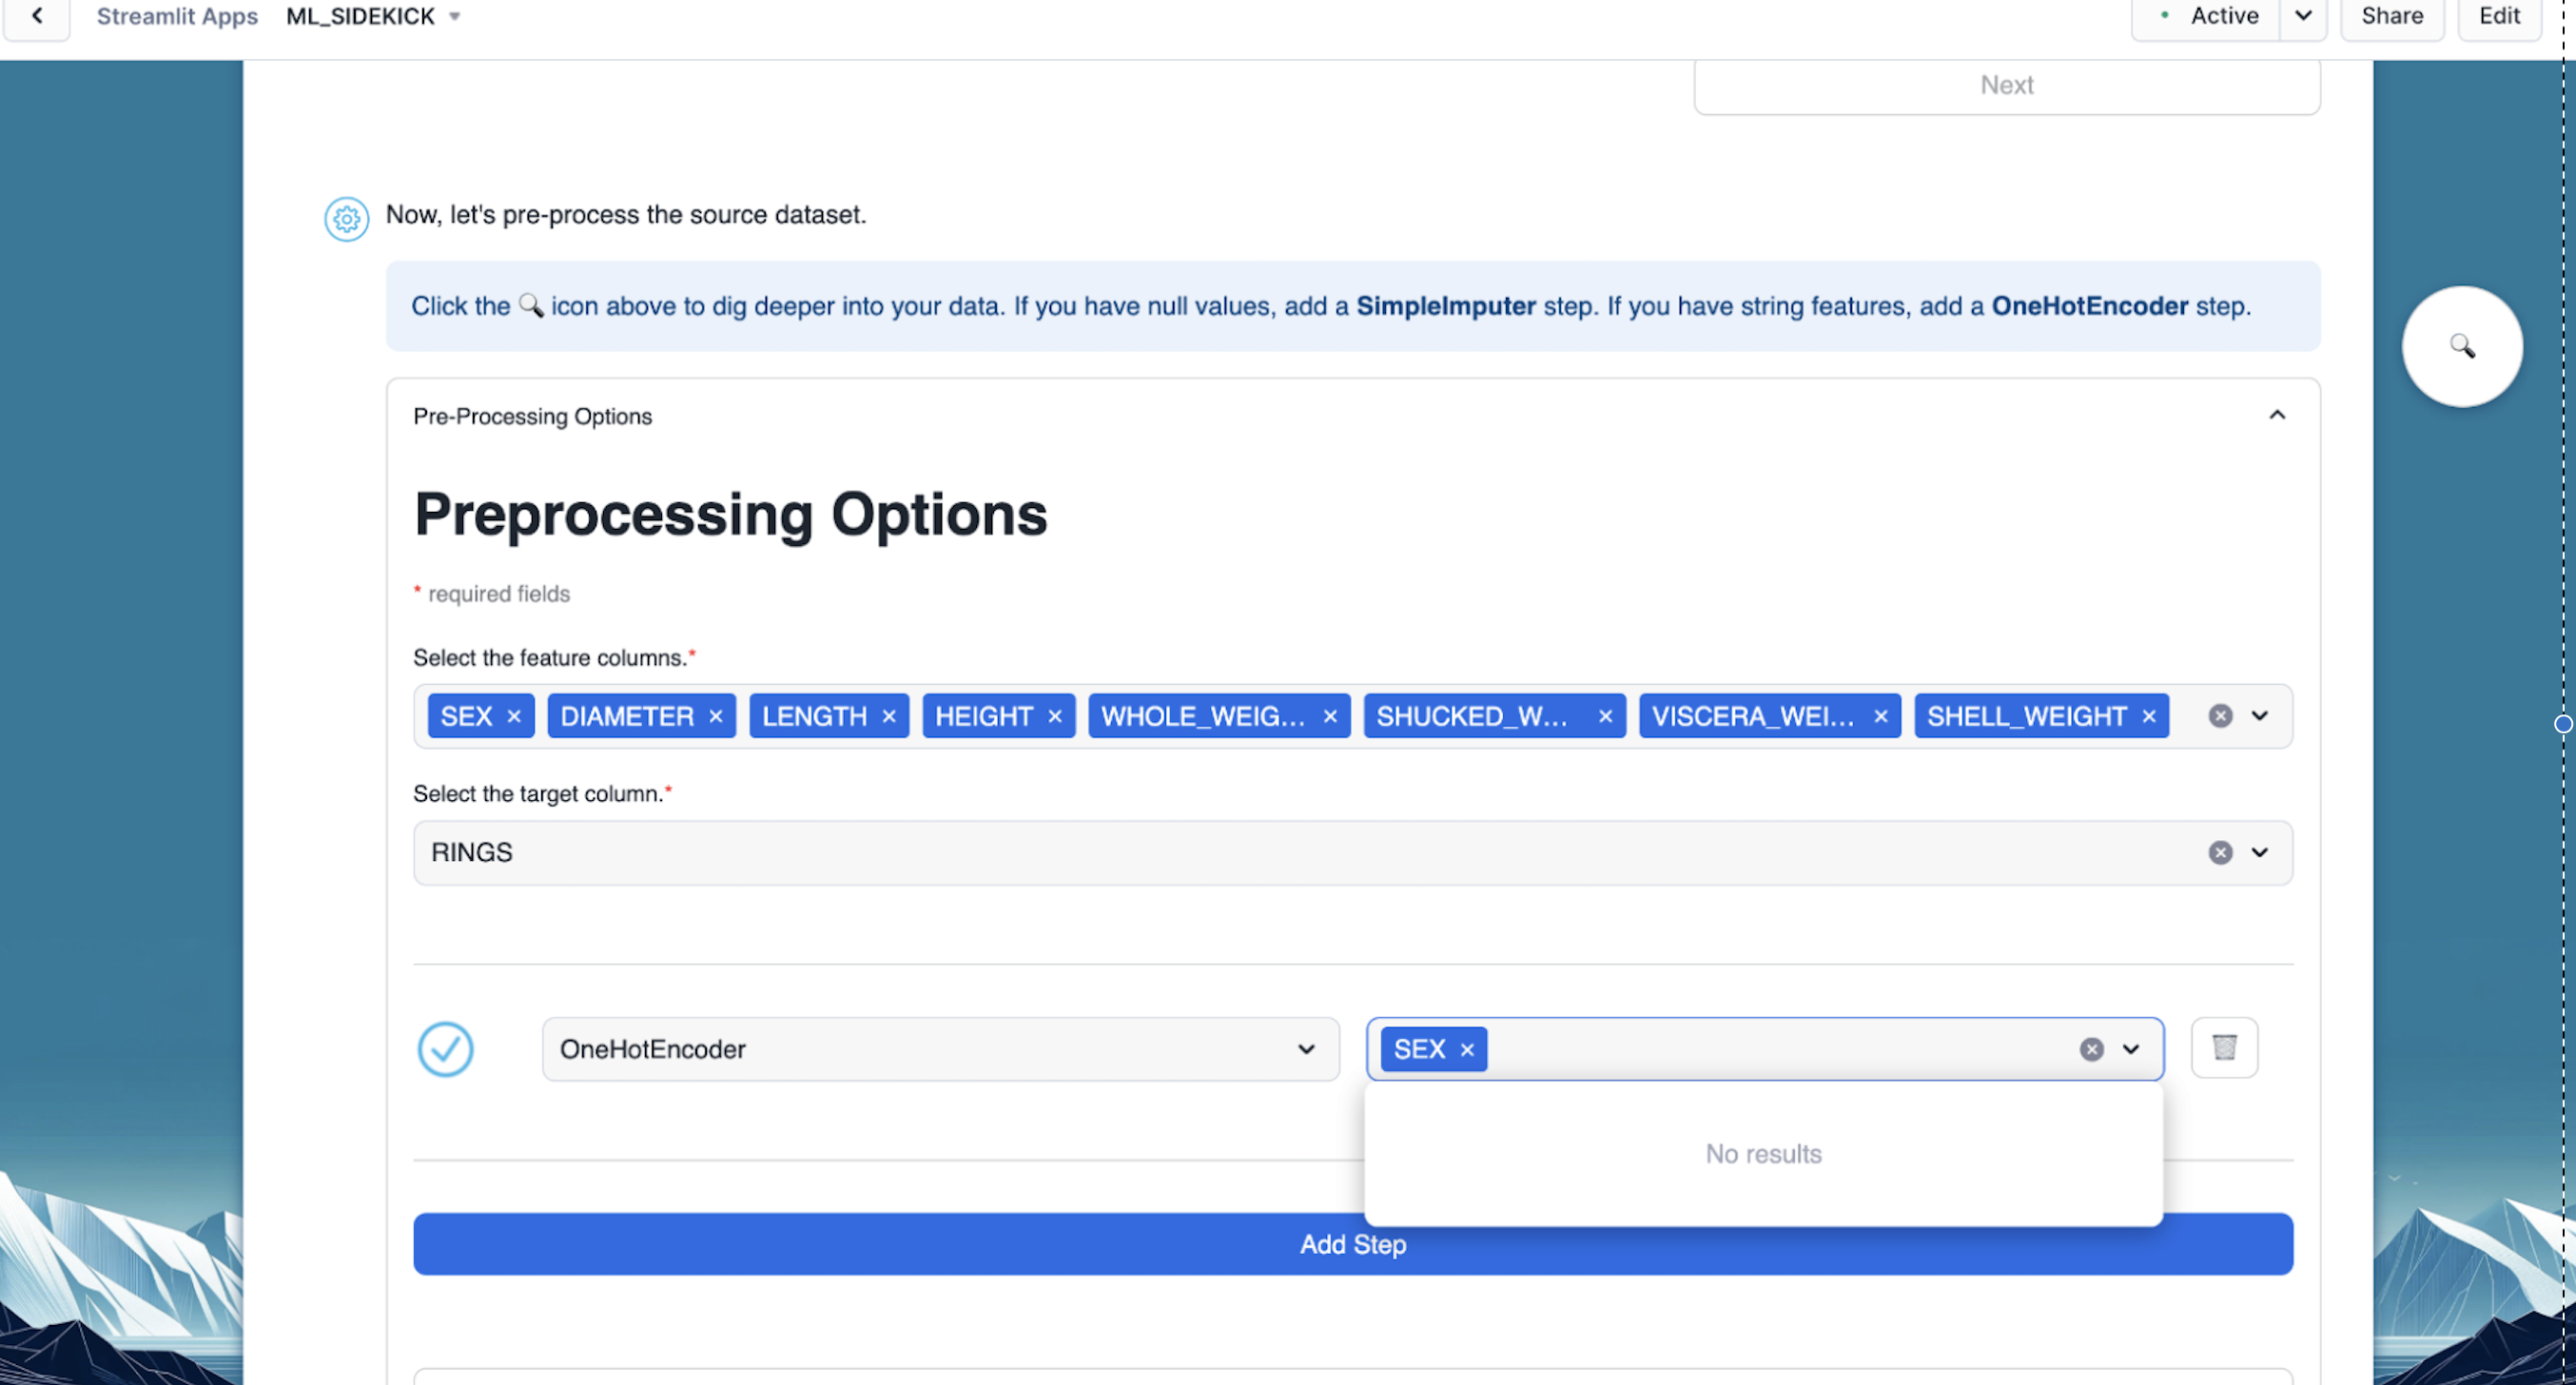 Streamlit Apps ML_SIDEKICK Active Share Edit
Next
Now, let's pre-process the source dataset.
Click the 🔍 icon above to dig deeper into your data. If you have null values, add a SimpleImputer step. If you have string features, add a OneHotEncoder step.
Pre-Processing Options
Preprocessing Options
* required fields
Select the feature columns.*
SEX × DIAMETER × LENGTH × HEIGHT × WHOLE_WEIG... × SHUCKED_W... × VISCERA_WEI... × SHELL_WEIGHT ×
Select the target column.*
RINGS
OneHotEncoder SEX ×
No results
Add Step